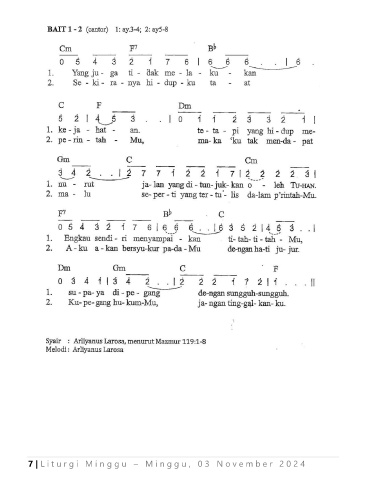 BAIT 1 - 2 (cantor) 1: ay.3-4; 2: ay5-8
Cm F7 Bb
0 5 4 3 2 1 7 6 | 6 6 6 . . | 6 .
1. Yang ju - ga ti - dak me - la - ku - kan
2. Se - ki - ra - nya hi - dup - ku ta - at
C F Dm
5 2 | 4 5 3 . . | 0 1 1 2 3 3 2 1 |
1. ke - ja - hat - an. te - ta - pi yang hi - dup me-
2. pe - rin - tah - Mu, ma - ka 'ku tak men-da - pat
Gm C Cm
3 4 2 . . | 2 7 7 1 2 2 1 7 | 2 2 2 2 3 |
1. nu - rut ja- lan yang di - tun- juk- kan o - leh TUHAN.
2. ma - lu se- per - ti yang ter - tu - lis da-lam p'rintah-Mu.
F7 Bb C
0 5 4 3 2 1 7 6 | 6 6 6 . . | 6 3 5 2 | 4 5 3 . . |
1. Engkau sendi - ri menyampai - kan ti- tah- ti - tah - Mu,
2. A - ku a - kan bersyu-kur pa-da - Mu de-ngan ha-ti ju- jur.
Dm Gm C F
0 3 4 1 | 3 4 2 . . | 2 2 2 1 7 2 | 1 . . . ||
1. su - pa- ya di - pe - gang de-ngan sungguh-sungguh.
2. Ku- pe- gang hu- kum-Mu, ja- ngan ting-gal- kan- ku.
Syair : Arliyanus Larosa, menurut Mazmur 119:1-8
Melodi : Arliyanus Larosa
7 | Liturgi Minggu – Minggu, 03 November 2024